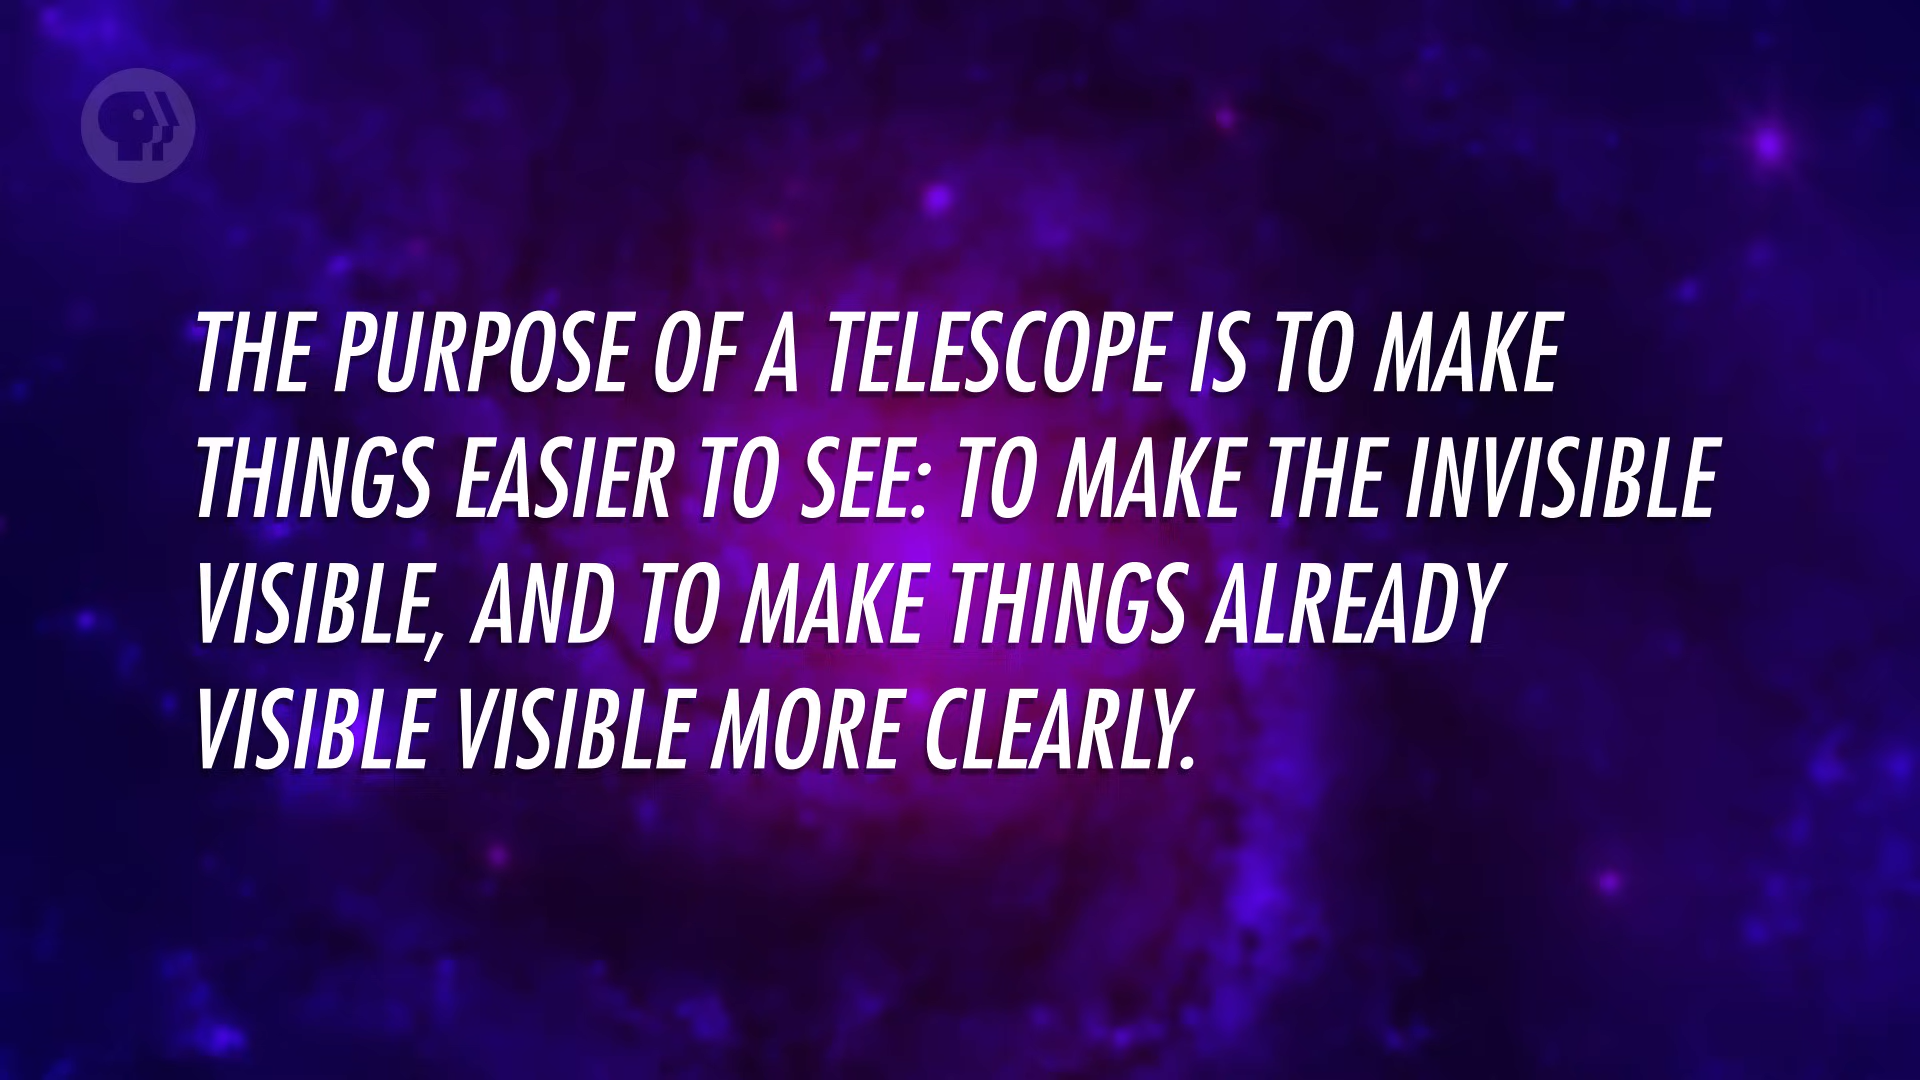 THE PURPOSE OF A TELESCOPE IS TO MAKE
THINGS EASIER TO SEE: TO MAKE THE INVISIBLE
VISIBLE, AND TO MAKE THINGS ALREADY
VISIBLE VISIBLE MORE CLEARLY.